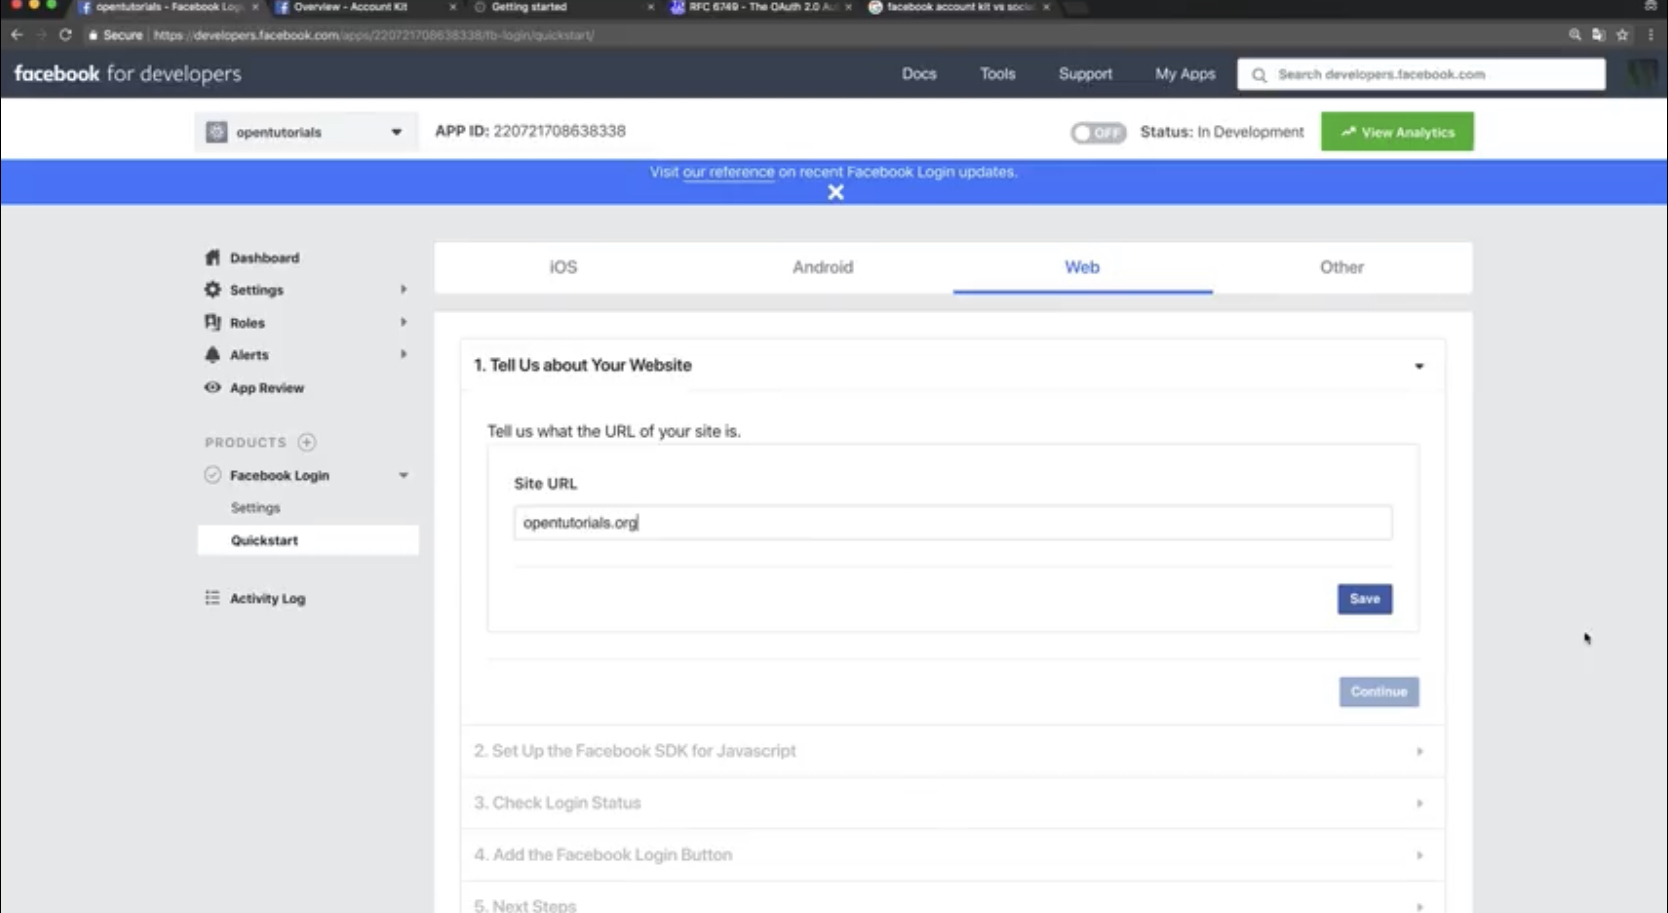 opentutorials - Facebook Log
Overview - Account Kit
Getting started
RFC 6749 - The OAuth 2.0 Au
facebook account kit vs socia
Secure https://developers.facebook.com/apps/220721708638338/fb-login/quickstart/
facebook for developers
Docs
Tools
Support
My Apps
Search developers.facebook.com
opentutorials
APP ID: 220721708638338
OFF
Status: In Development
View Analytics
Visit our reference on recent Facebook Login updates.
Dashboard
Settings
Roles
Alerts
App Review
PRODUCTS
Facebook Login
Settings
Quickstart
Activity Log
iOS
Android
Web
Other
1. Tell Us about Your Website
Tell us what the URL of your site is.
Site URL
opentutorials.org
Save
Continue
2. Set Up the Facebook SDK for Javascript
3. Check Login Status
4. Add the Facebook Login Button
5. Next Steps